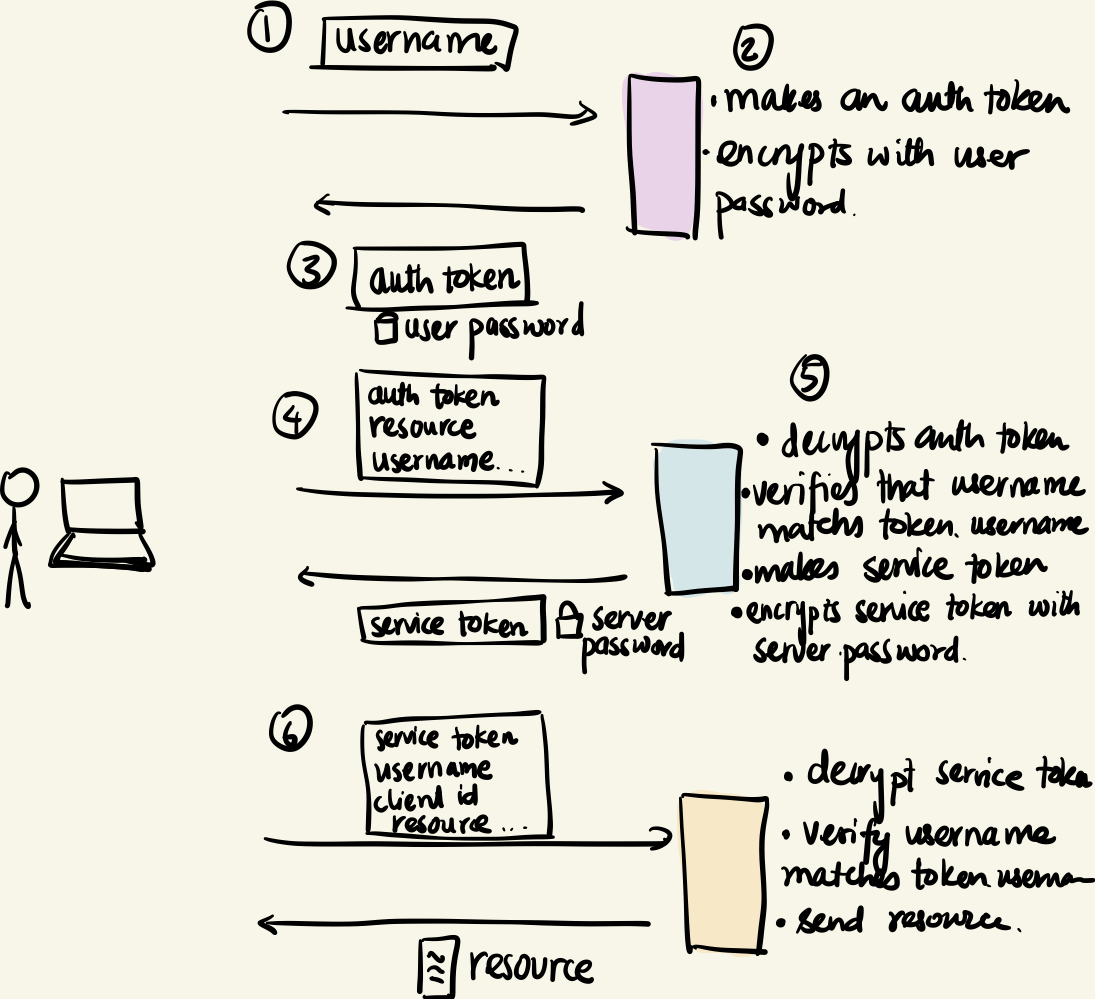 1
username
2
• makes an auth token
• encrypts with user
password.
3
auth token
user password
4
auth token
resource
username...
5
• decrypts auth token
• verifies that username
matchs token. username
• makes service token
• encrypts service token with
server password.
service token
server
password
6
service token
username
client id
resource...
• decrypt service token
• verify username
matches token.userna
• send resource.
resource